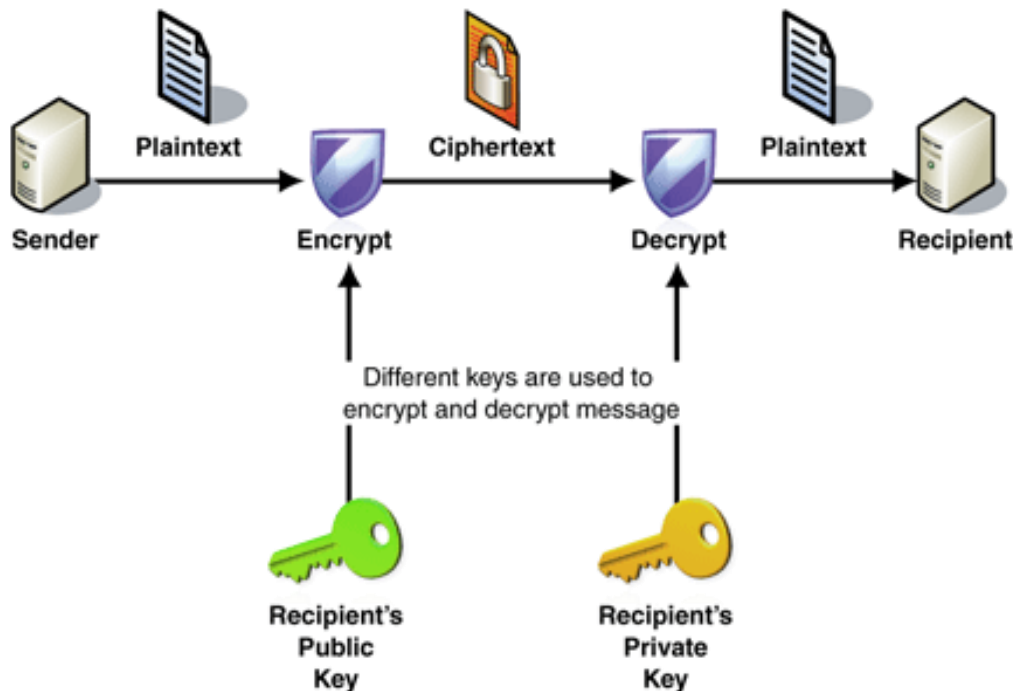 Plaintext
Ciphertext
Plaintext
Sender
Encrypt
Decrypt
Recipient
Different keys are used to
encrypt and decrypt message
Recipient's
Public
Key
Recipient's
Private
Key